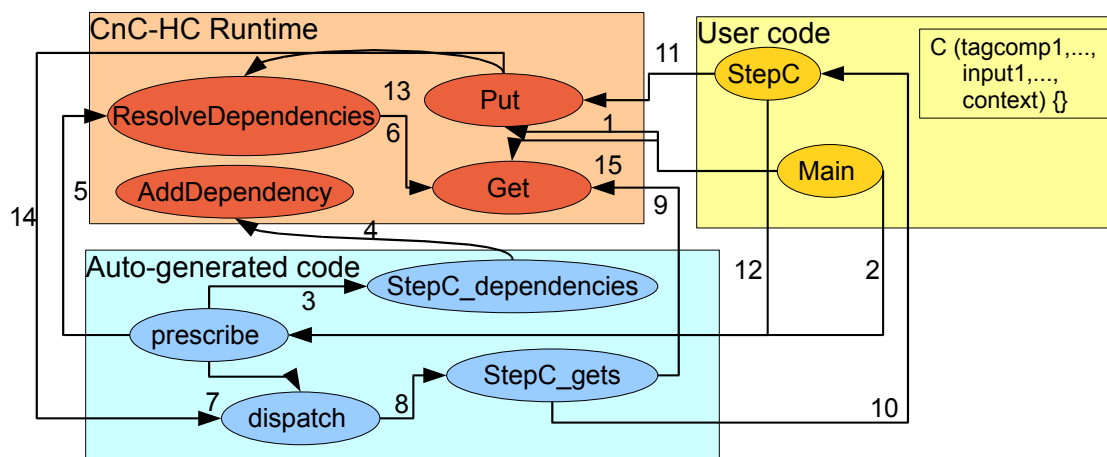 CnC-HC Runtime
User code
11
C (tagcomp1,...,
input1,...,
context) {}
StepC
13
Put
ResolveDependencies
6
1
15
Main
5
AddDependency
Get
9
14
4
Auto-generated code
12
2
StepC_dependencies
3
prescribe
StepC_gets
7
8
10
dispatch